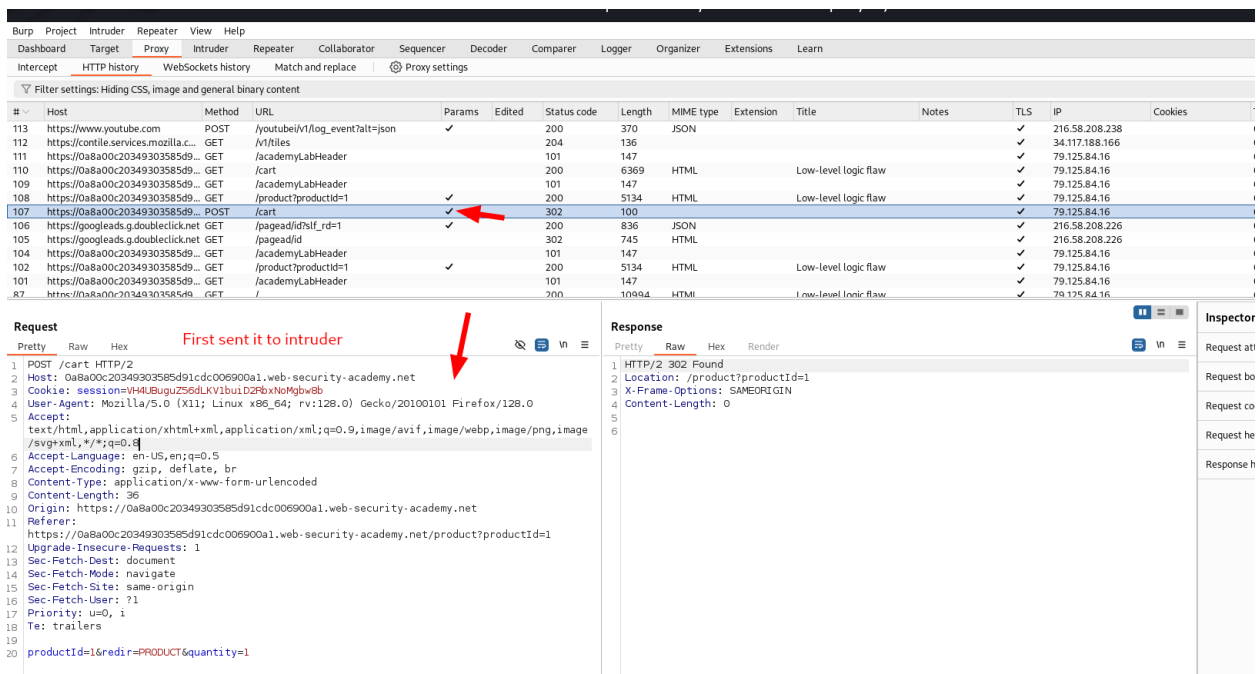 Burp Project Intruder Repeater View Help
Dashboard Target Proxy Intruder Repeater Collaborator Sequencer Decoder Comparer Logger Organizer Extensions Learn
Intercept HTTP history WebSockets history Match and replace Proxy settings
Filter settings: Hiding CSS, image and general binary content
# Host Method URL Params Edited Status code Length MIME type Extension Title Notes TLS IP Cookies
113 https://www.youtube.com POST /youtubei/v1/log_event?alt=json ✓ 200 370 JSON ✓ 216.58.208.238
112 https://contile.services.mozilla.c... GET /v1/tiles 204 136 ✓ 34.117.188.166
111 https://0a8a00c20349303585d9... GET /academyLabHeader 101 147 ✓ 79.125.84.16
110 https://0a8a00c20349303585d9... GET /cart 200 6369 HTML Low-level logic flaw ✓ 79.125.84.16
109 https://0a8a00c20349303585d9... GET /academyLabHeader 101 147 ✓ 79.125.84.16
108 https://0a8a00c20349303585d9... GET /product?productId=1 ✓ 200 5134 HTML Low-level logic flaw ✓ 79.125.84.16
107 https://0a8a00c20349303585d9... POST /cart ✓ 302 100 ✓ 79.125.84.16
106 https://googleads.g.doubleclick.net GET /pagead/id?slf_rd=1 ✓ 200 836 JSON ✓ 216.58.208.226
105 https://googleads.g.doubleclick.net GET /pagead/id 302 745 HTML ✓ 216.58.208.226
104 https://0a8a00c20349303585d9... GET /academyLabHeader 101 147 ✓ 79.125.84.16
102 https://0a8a00c20349303585d9... GET /product?productId=1 ✓ 200 5134 HTML Low-level logic flaw ✓ 79.125.84.16
101 https://0a8a00c20349303585d9... GET /academyLabHeader 101 147 ✓ 79.125.84.16
87 https://0a8a00c20349303585d9... GET / 200 10994 HTML Low-level logic flaw ✓ 79.125.84.16
Request
First sent it to intruder
Pretty Raw Hex \n
1 POST /cart HTTP/2
2 Host: 0a8a00c20349303585d91cdc006900a1.web-security-academy.net
3 Cookie: session=VH4UBuguZ56dLKV1buiD2RbxNoMgbw8b
4 User-Agent: Mozilla/5.0 (X11; Linux x86_64; rv:128.0) Gecko/20100101 Firefox/128.0
5 Accept:
text/html,application/xhtml+xml,application/xml;q=0.9,image/avif,image/webp,image/png,image
/svg+xml,*/*;q=0.8
6 Accept-Language: en-US,en;q=0.5
7 Accept-Encoding: gzip, deflate, br
8 Content-Type: application/x-www-form-urlencoded
9 Content-Length: 36
10 Origin: https://0a8a00c20349303585d91cdc006900a1.web-security-academy.net
11 Referer:
https://0a8a00c20349303585d91cdc006900a1.web-security-academy.net/product?productId=1
12 Upgrade-Insecure-Requests: 1
13 Sec-Fetch-Dest: document
14 Sec-Fetch-Mode: navigate
15 Sec-Fetch-Site: same-origin
16 Sec-Fetch-User: ?1
17 Priority: u=0, i
18 Te: trailers
19
20 productId=1&redir=PRODUCT&quantity=1
Response
Pretty Raw Hex Render \n
1 HTTP/2 302 Found
2 Location: /product?productId=1
3 X-Frame-Options: SAMEORIGIN
4 Content-Length: 0
5
6
Inspector
Request att
Request bo
Request co
Request he
Response h